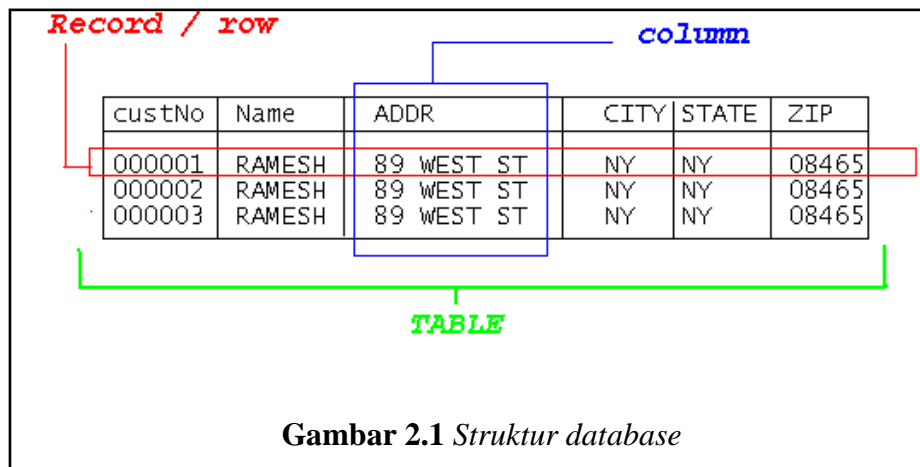 Record / row
column
custNo Name ADDR CITY STATE ZIP
000001 RAMESH 89 WEST ST NY NY 08465
000002 RAMESH 89 WEST ST NY NY 08465
000003 RAMESH 89 WEST ST NY NY 08465
TABLE
Gambar 2.1 Struktur database